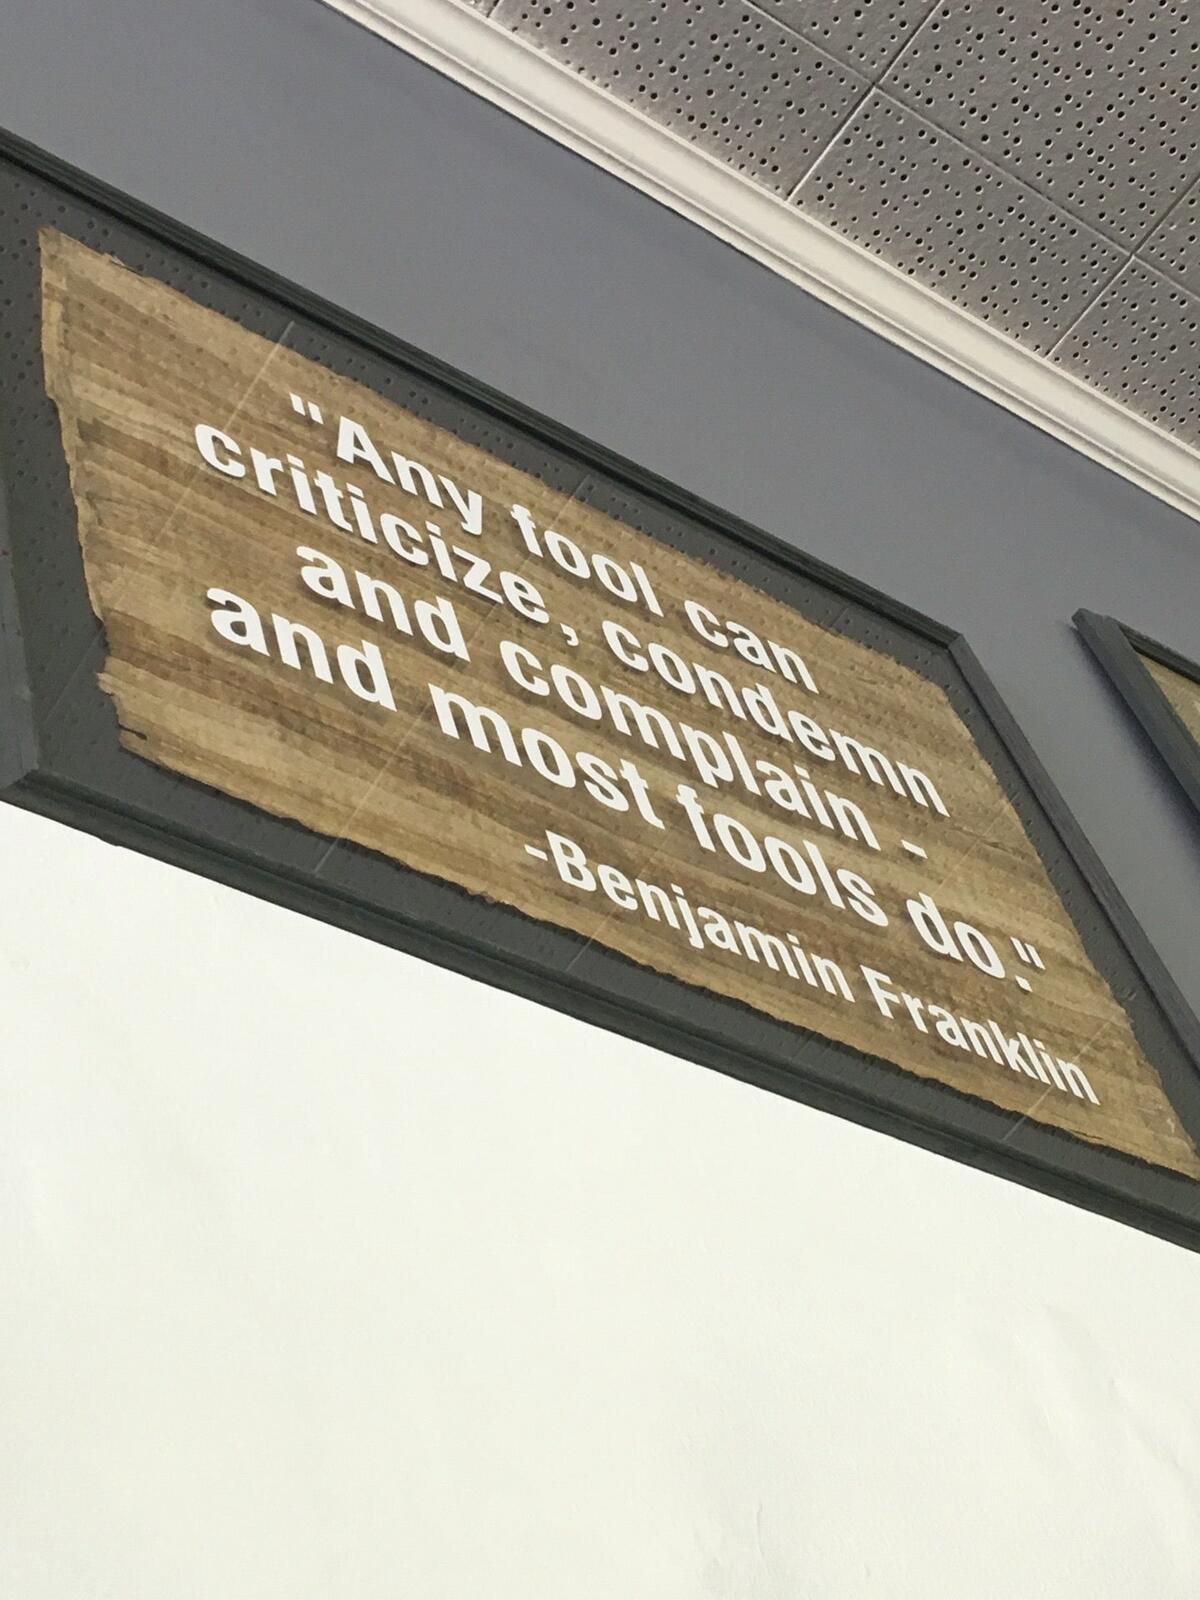 "Any fool can
criticize, condemn
and complain -
and most fools do."
-Benjamin Franklin